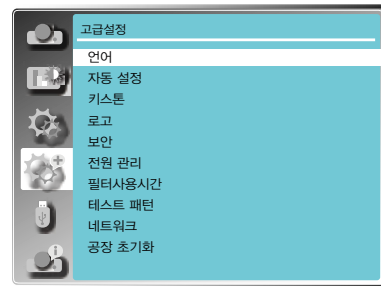 고급설정
언어
자동 설정
키스톤
로고
보안
전원 관리
필터사용시간
테스트 패턴
네트워크
공장 초기화